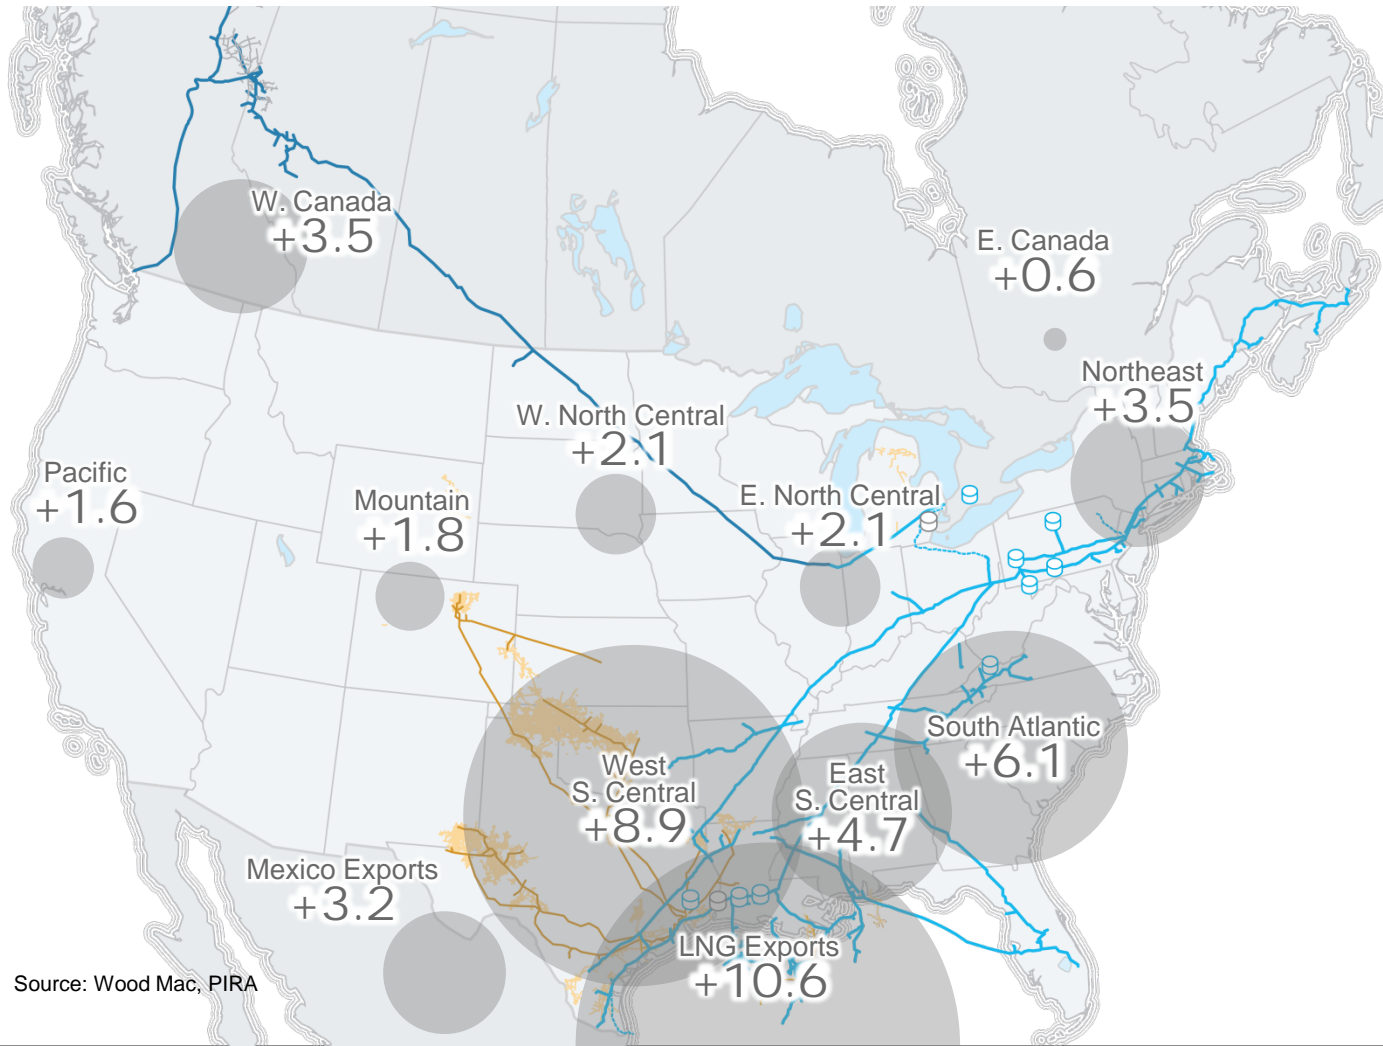 W. Canada
+3.5
E. Canada
+0.6
Northeast
+3.5
W. North Central
+2.1
Pacific
+1.6
Mountain
+1.8
E. North Central
+2.1
South Atlantic
+6.1
West
S. Central
+8.9
East
S. Central
+4.7
Mexico Exports
+3.2
LNG Exports
+10.6
Source: Wood Mac, PIRA